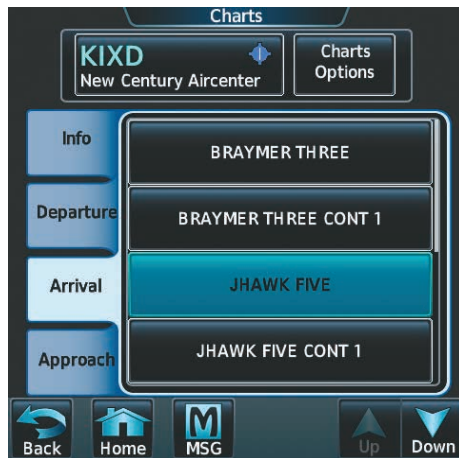 Charts
KIXD
New Century Aircenter
Charts
Options
Info
Departure
Arrival
Approach
BRAYMER THREE
BRAYMER THREE CONT 1
JHAWK FIVE
JHAWK FIVE CONT 1
Back
Home
MSG
Up
Down